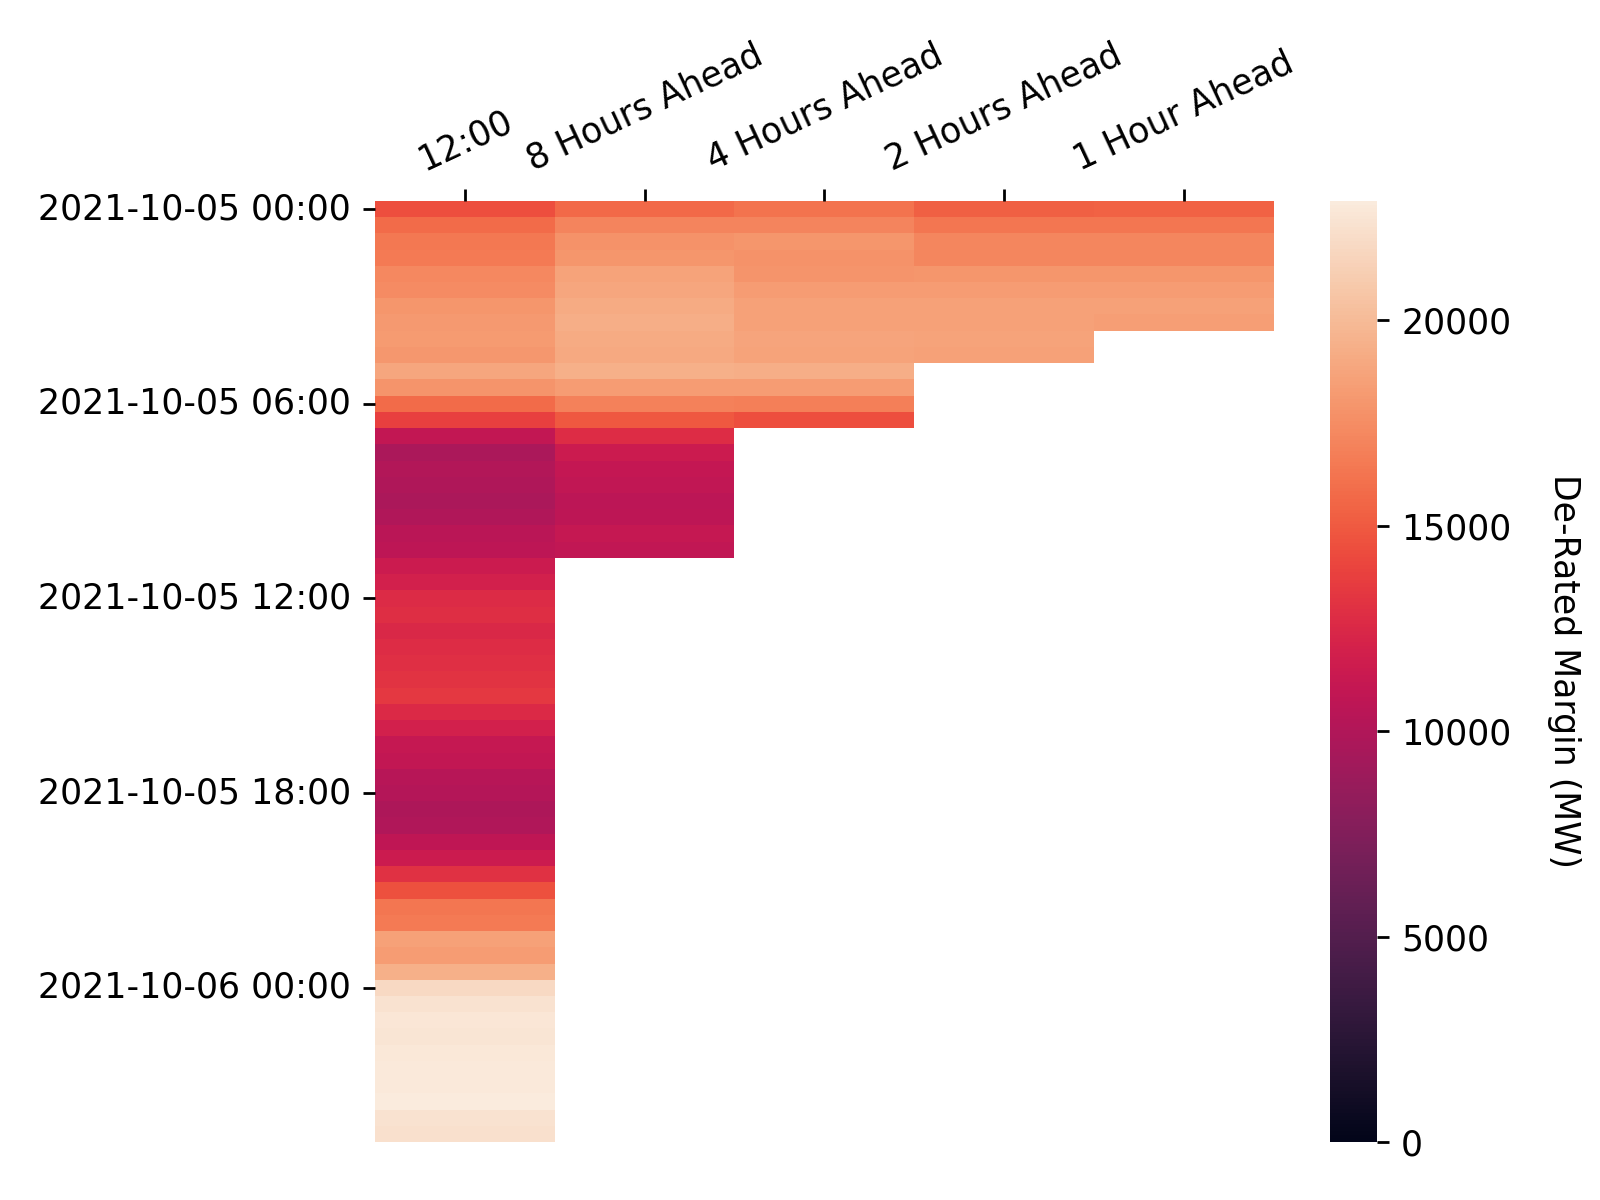 12:00
8 Hours Ahead
4 Hours Ahead
2 Hours Ahead
1 Hour Ahead
2021-10-05 00:00
2021-10-05 06:00
2021-10-05 12:00
2021-10-05 18:00
2021-10-06 00:00
20000
15000
10000
5000
0
De-Rated Margin (MW)